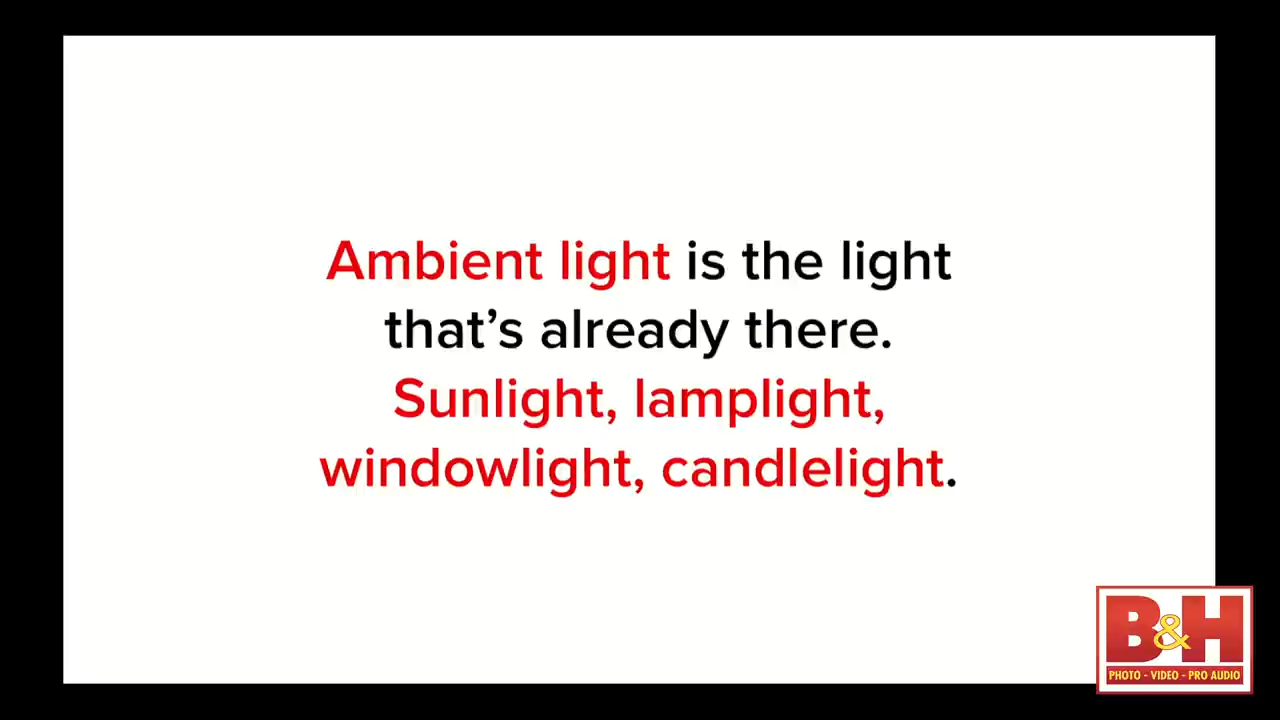 Ambient light is the light
that’s already there.
Sunlight, lamplight,
windowlight, candlelight.
B&H
PHOTO - VIDEO - PRO AUDIO